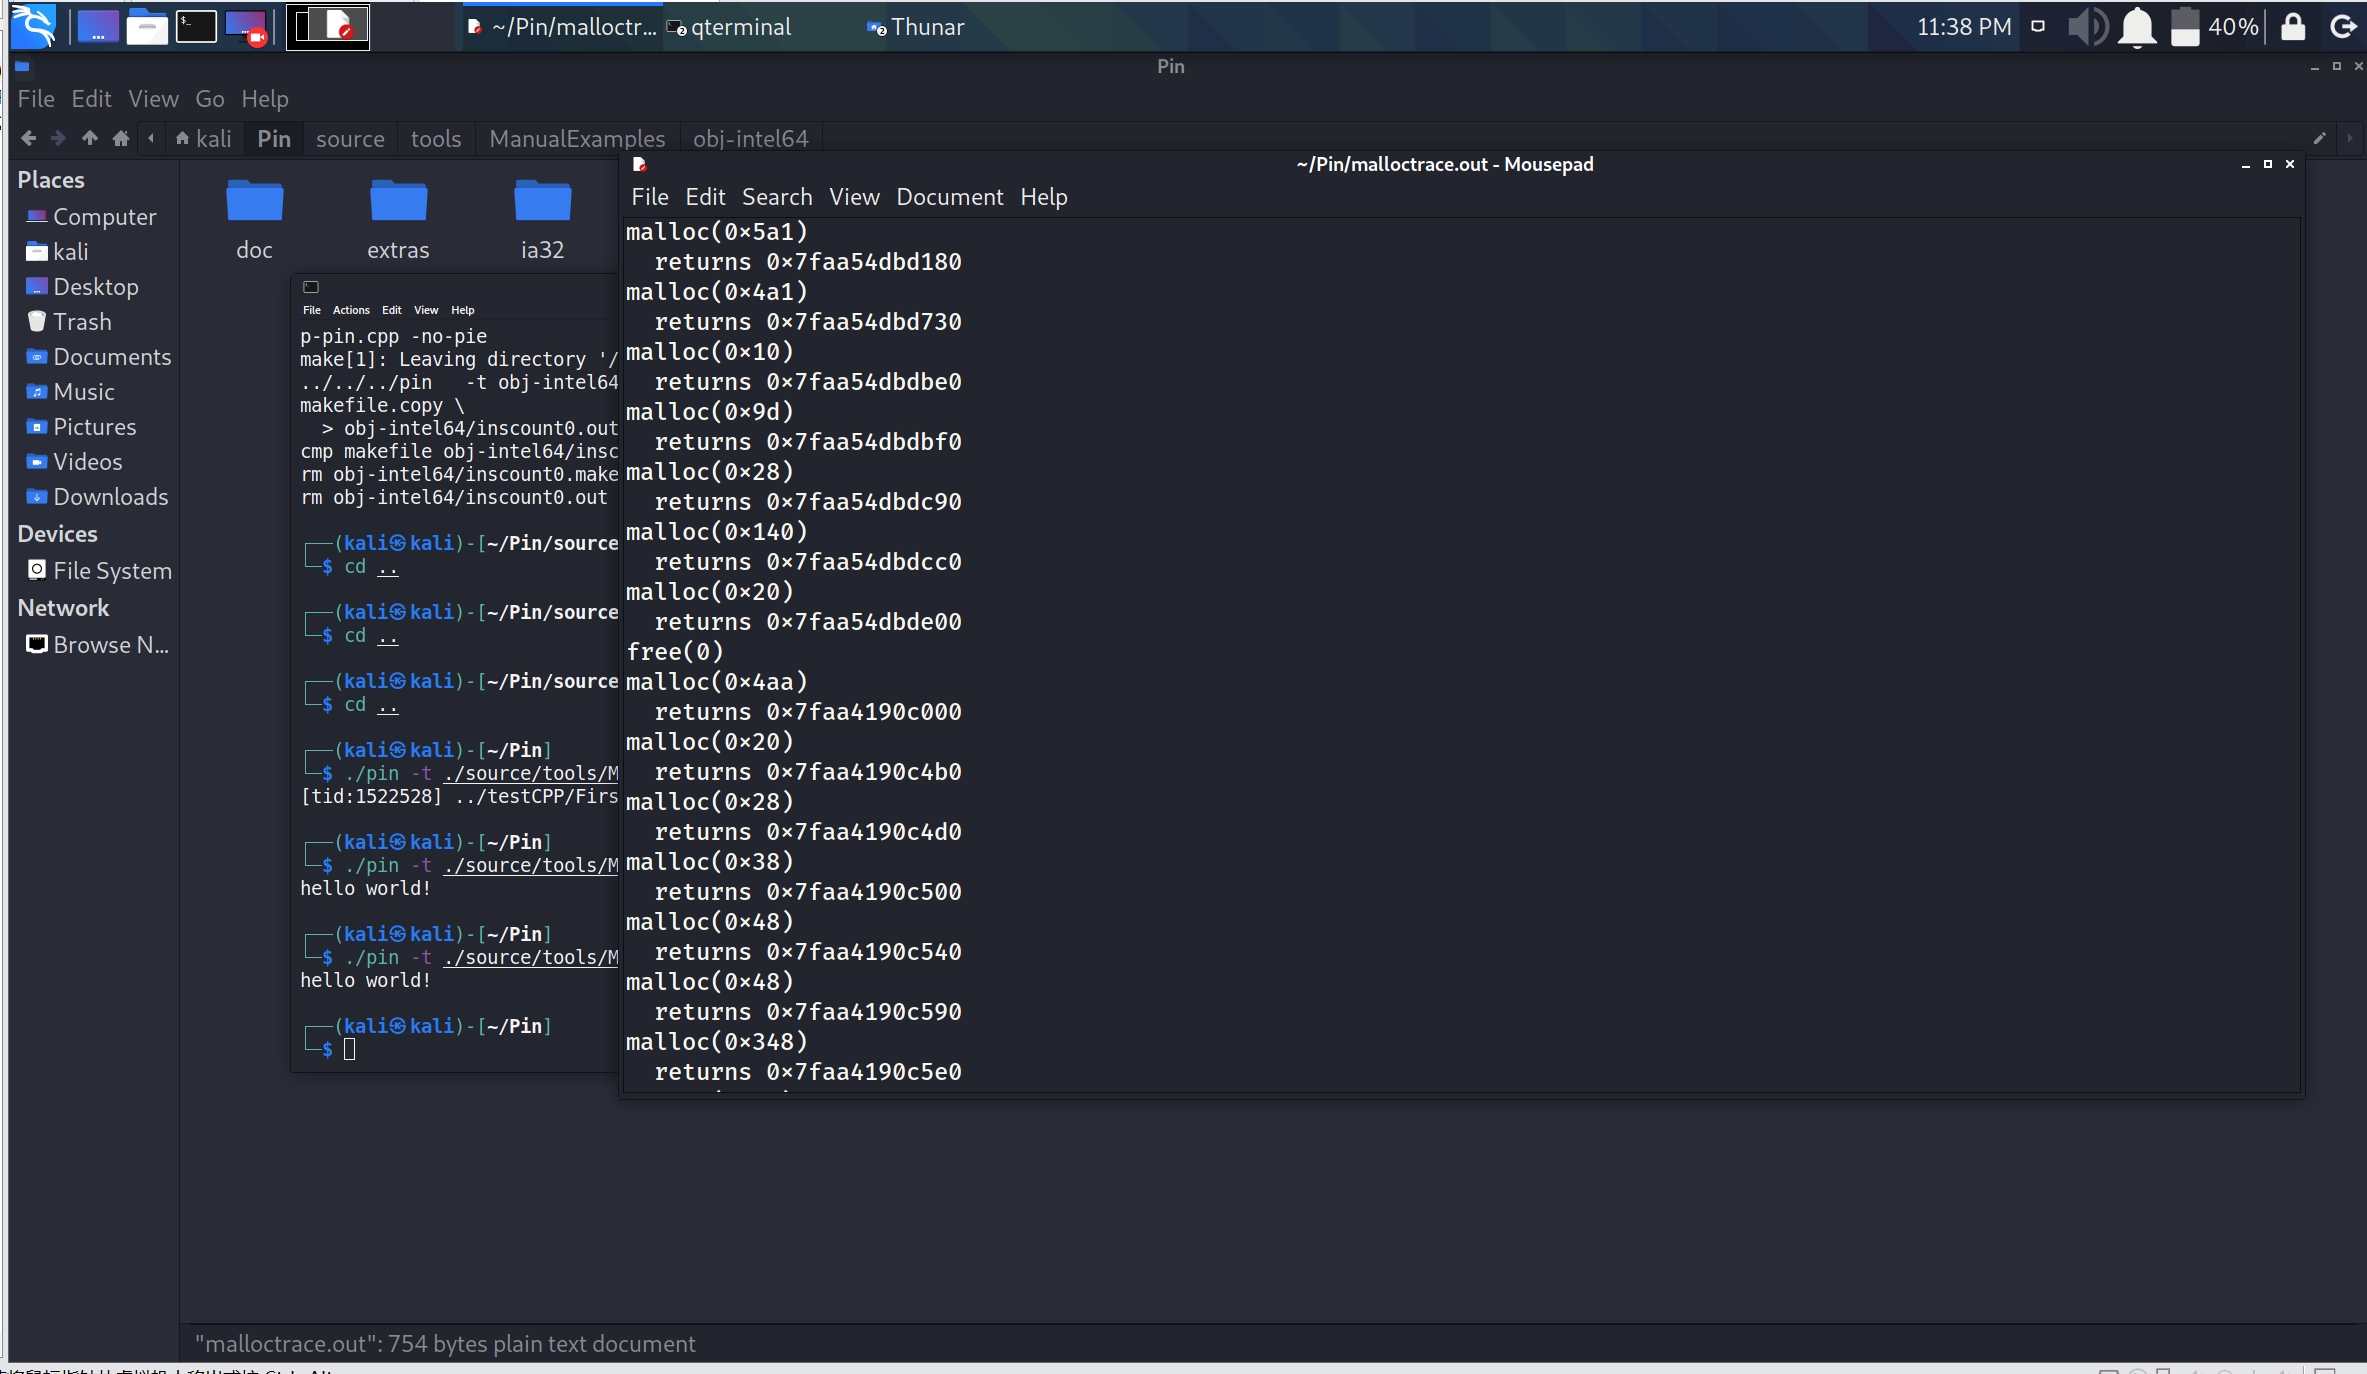 ~/Pin/malloctr...
qterminal
Thunar
11:38 PM
40%
Pin
File Edit View Go Help
kali Pin source tools ManualExamples obj-intel64
Places
Computer
kali
Desktop
Trash
Documents
Music
Pictures
Videos
Downloads
Devices
File System
Network
Browse N...
doc
extras
ia32
File Actions Edit View Help
p-pin.cpp -no-pie
make[1]: Leaving directory '/
../../../pin   -t obj-intel64
makefile.copy \
  > obj-intel64/inscount0.out
cmp makefile obj-intel64/insc
rm obj-intel64/inscount0.make
rm obj-intel64/inscount0.out
(kali㉿kali)-[~/Pin/source
$ cd ..
(kali㉿kali)-[~/Pin/source
$ cd ..
(kali㉿kali)-[~/Pin/source
$ cd ..
(kali㉿kali)-[~/Pin]
$ ./pin -t ./source/tools/M
[tid:1522528] ../testCPP/Firs
(kali㉿kali)-[~/Pin]
$ ./pin -t ./source/tools/M
hello world!
(kali㉿kali)-[~/Pin]
$ ./pin -t ./source/tools/M
hello world!
(kali㉿kali)-[~/Pin]
$
~/Pin/malloctrace.out - Mousepad
File Edit Search View Document Help
malloc(0×5a1)
  returns 0×7faa54dbd180
malloc(0×4a1)
  returns 0×7faa54dbd730
malloc(0×10)
  returns 0×7faa54dbdbe0
malloc(0×9d)
  returns 0×7faa54dbdbf0
malloc(0×28)
  returns 0×7faa54dbdc90
malloc(0×140)
  returns 0×7faa54dbdcc0
malloc(0×20)
  returns 0×7faa54dbde00
free(0)
malloc(0×4aa)
  returns 0×7faa4190c000
malloc(0×20)
  returns 0×7faa4190c4b0
malloc(0×28)
  returns 0×7faa4190c4d0
malloc(0×38)
  returns 0×7faa4190c500
malloc(0×48)
  returns 0×7faa4190c540
malloc(0×48)
  returns 0×7faa4190c590
malloc(0×348)
  returns 0×7faa4190c5e0
"malloctrace.out": 754 bytes plain text document